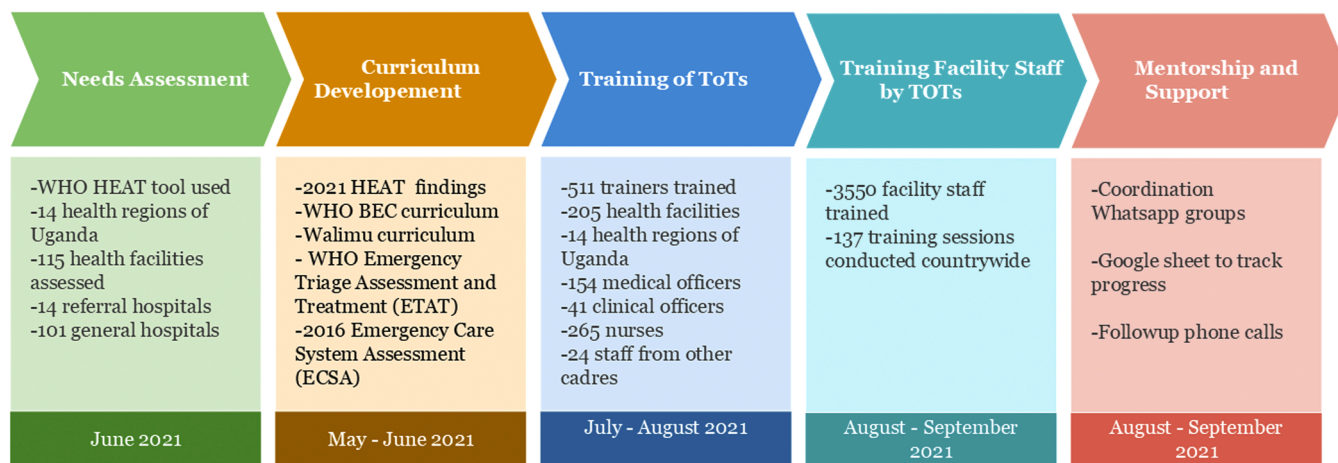 Needs Assessment
Curriculum
Developement
Training of ToTs
Training Facility Staff
by TOTs
Mentorship and
Support
-WHO HEAT tool used
-14 health regions of
Uganda
-115 health facilities
assessed
-14 referral hospitals
-101 general hospitals
-2021 HEAT findings
-WHO BEC curriculum
-Walimu curriculum
- WHO Emergency
Triage Assessment and
Treatment (ETAT)
-2016 Emergency Care
System Assessment
(ECSA)
-511 trainers trained
-205 health facilities
-14 health regions of
Uganda
-154 medical officers
-41 clinical officers
-265 nurses
-24 staff from other
cadres
-3550 facility staff
trained
-137 training sessions
conducted countrywide
-Coordination
Whatsapp groups
-Google sheet to track
progress
-Followup phone calls
June 2021
May - June 2021
July - August 2021
August - September
2021
August - September
2021